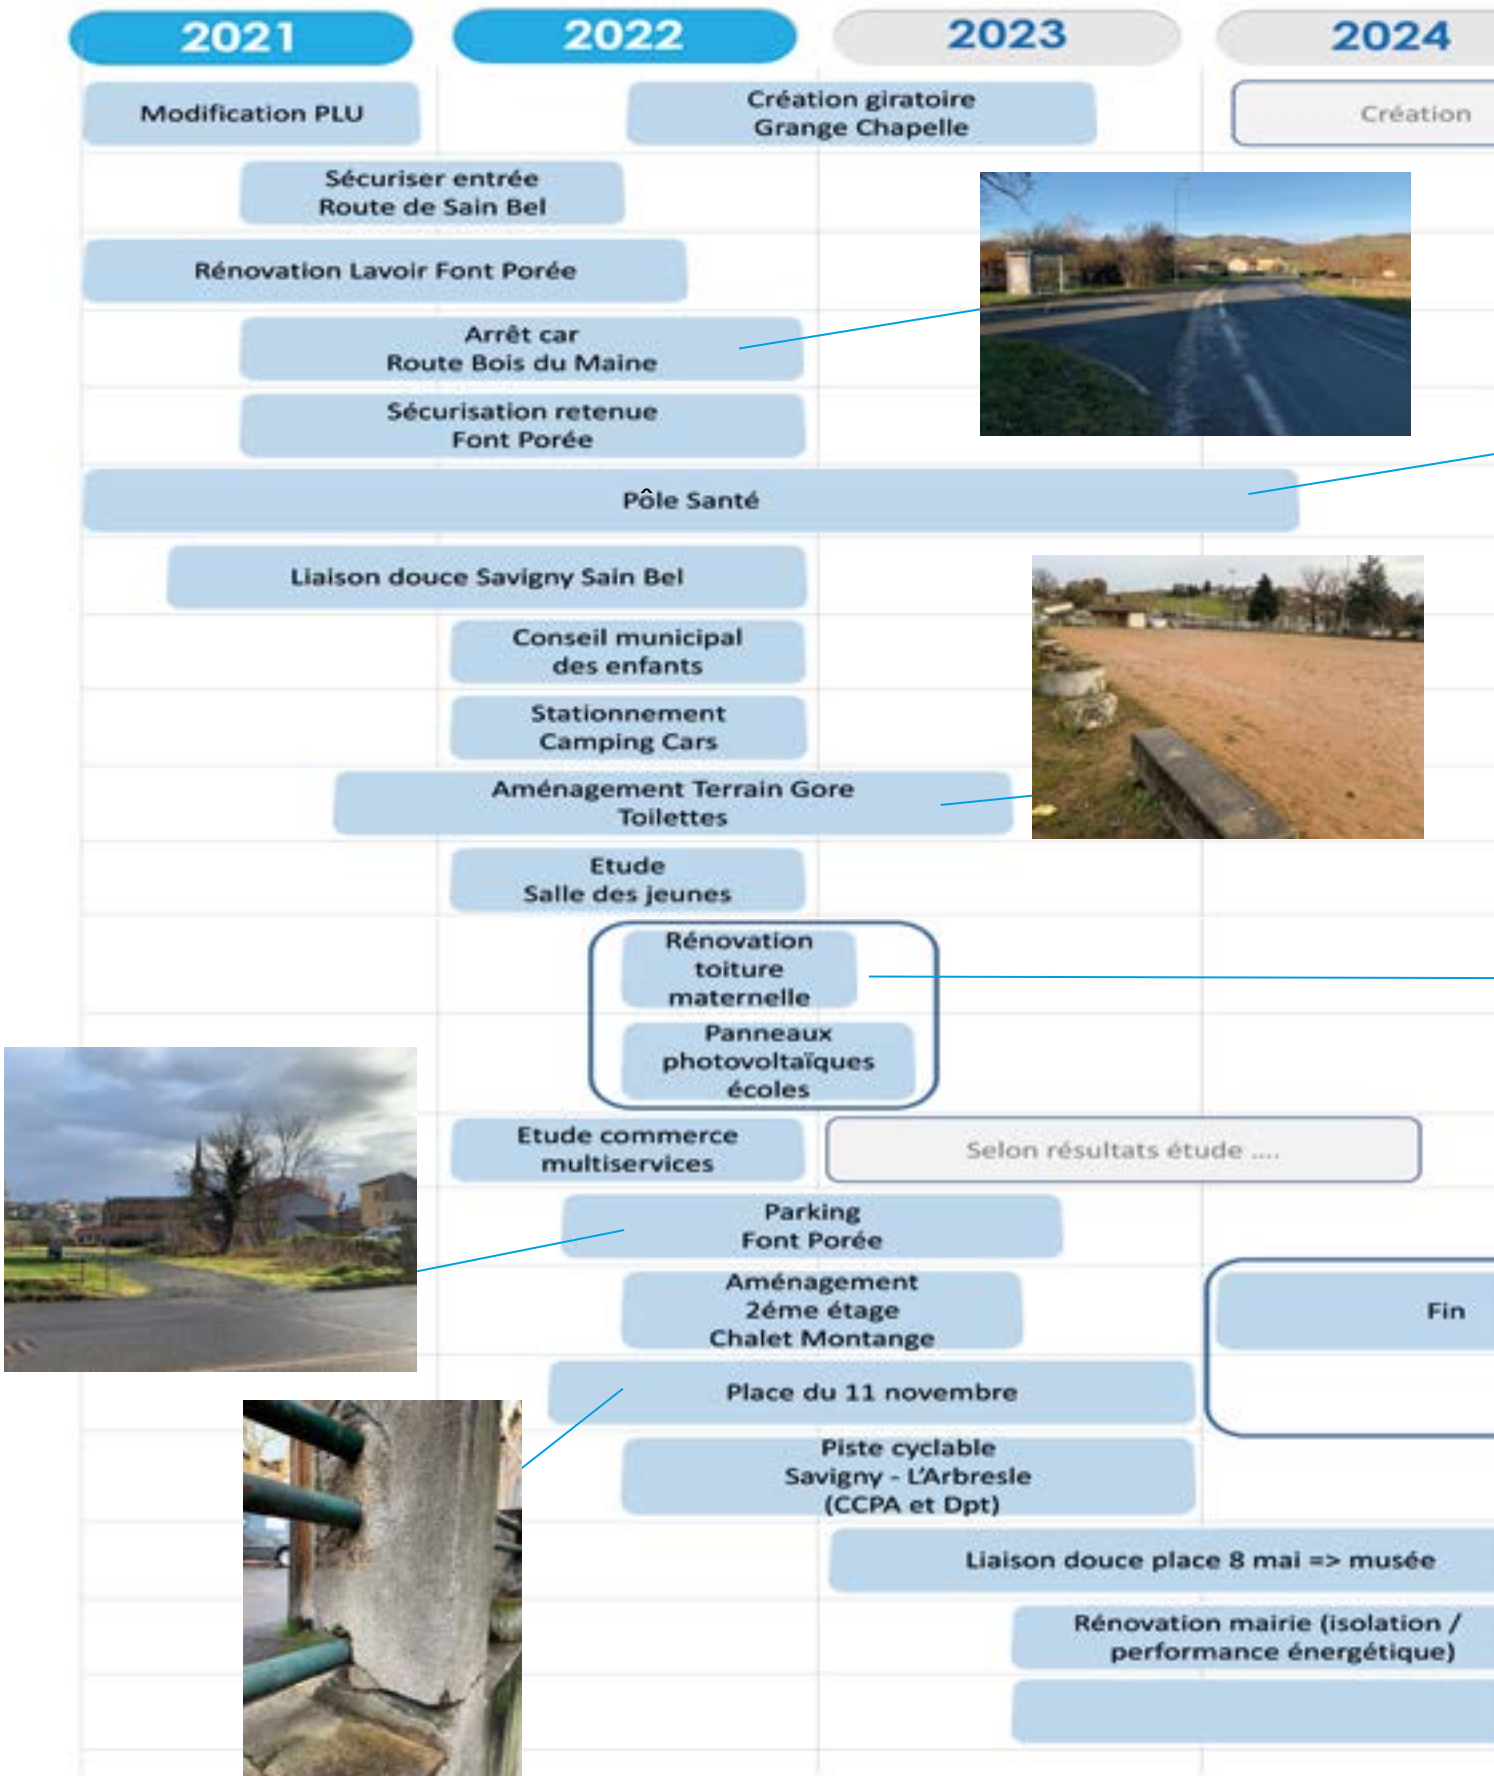 2021
2022
2023
2024
Modification PLU
Création giratoire
Grange Chapelle
Création
Sécuriser entrée
Route de Sain Bel
Rénovation Lavoir Font Porée
Arrêt car
Route Bois du Maine
Sécurisation retenue
Font Porée
Pôle Santé
Liaison douce Savigny Sain Bel
Conseil municipal
des enfants
Stationnement
Camping Cars
Aménagement Terrain Gore
Toilettes
Etude
Salle des jeunes
Rénovation
toiture
maternelle
Panneaux
photovoltaïques
écoles
Etude commerce
multiservices
Selon résultats étude ....
Parking
Font Porée
Aménagement
2éme étage
Chalet Montange
Fin
Place du 11 novembre
Piste cyclable
Savigny - L'Arbresle
(CCPA et Dpt)
Liaison douce place 8 mai => musée
Rénovation mairie (isolation /
performance énergétique)